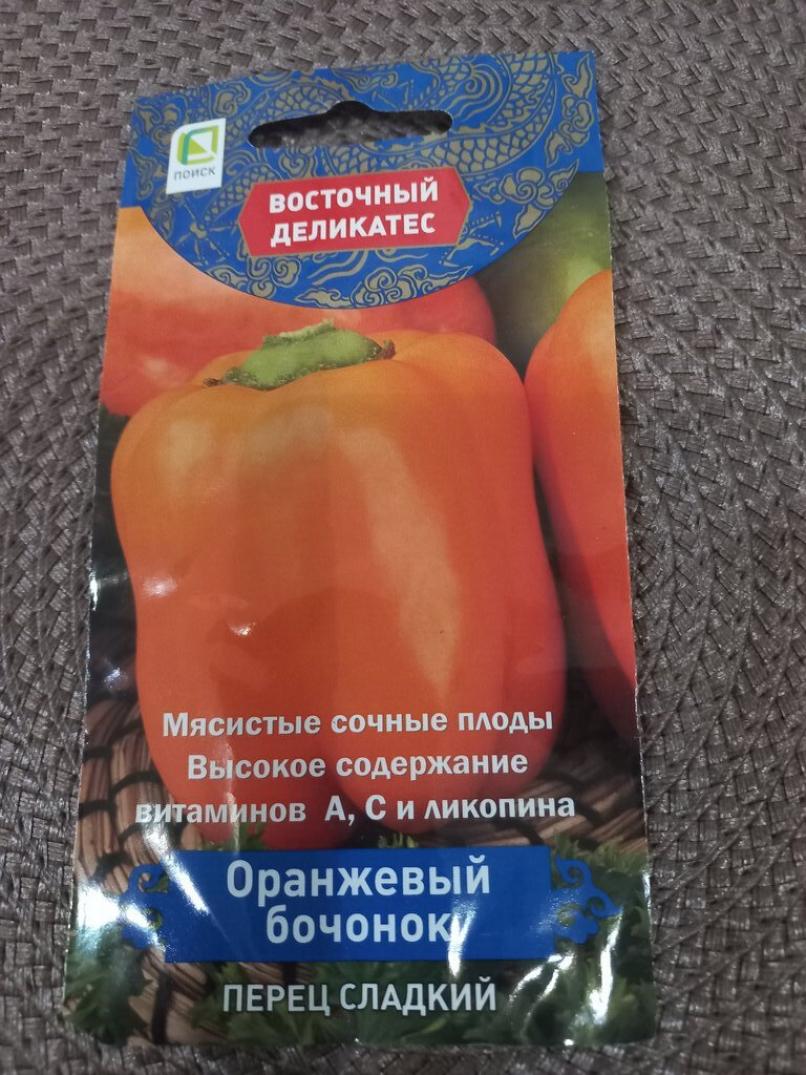 ПОИСК
ВОСТОЧНЫЙ
ДЕЛИКАТЕС
Мясистые сочные плоды
Высокое содержание
витаминов А, С и ликопина
Оранжевый
бочонок
ПЕРЕЦ СЛАДКИЙ